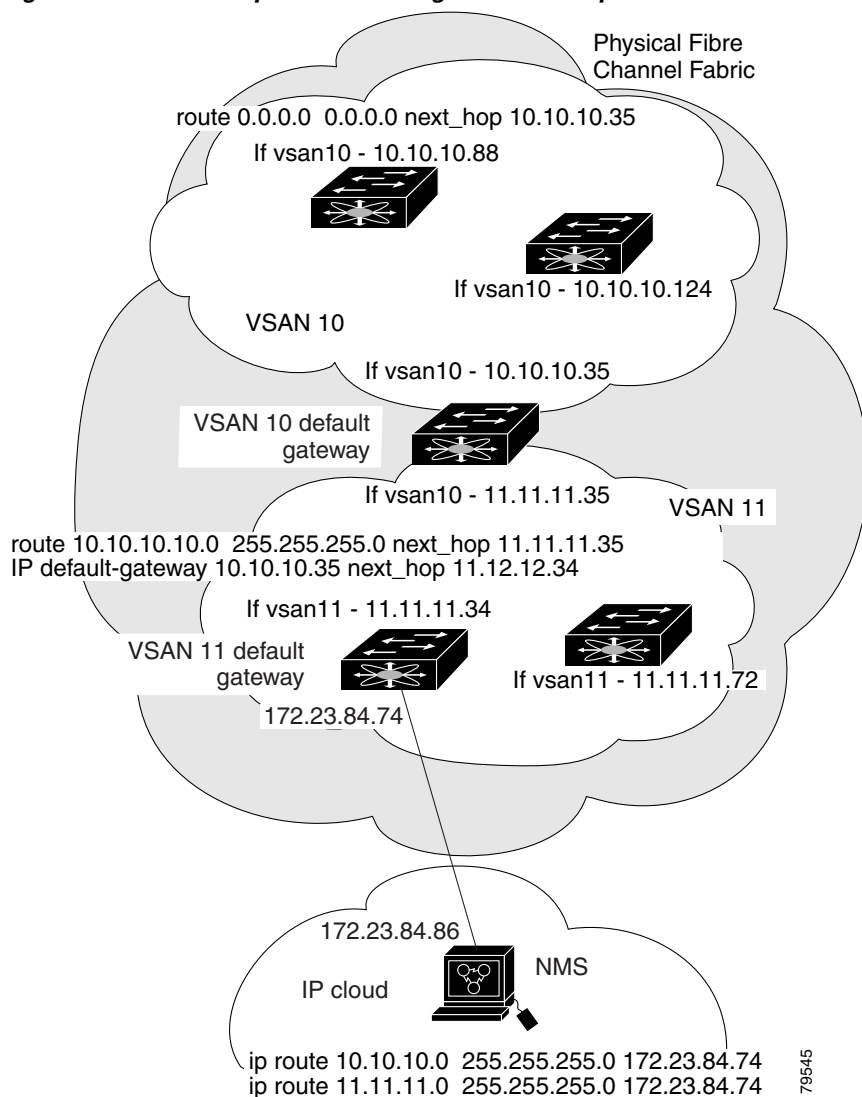 Physical Fibre
Channel Fabric
route 0.0.0.0 0.0.0.0 next_hop 10.10.10.35
If vsan10 - 10.10.10.88
If vsan10 - 10.10.10.124
VSAN 10
If vsan10 - 10.10.10.35
VSAN 10 default
gateway
If vsan10 - 11.11.11.35
VSAN 11
route 10.10.10.10.0 255.255.255.0 next_hop 11.11.11.35
IP default-gateway 10.10.10.35 next_hop 11.12.12.34
If vsan11 - 11.11.11.34
VSAN 11 default
gateway
If vsan11 - 11.11.11.72
172.23.84.74
172.23.84.86
NMS
IP cloud
ip route 10.10.10.0 255.255.255.0 172.23.84.74
ip route 11.11.11.0 255.255.255.0 172.23.84.74
79545